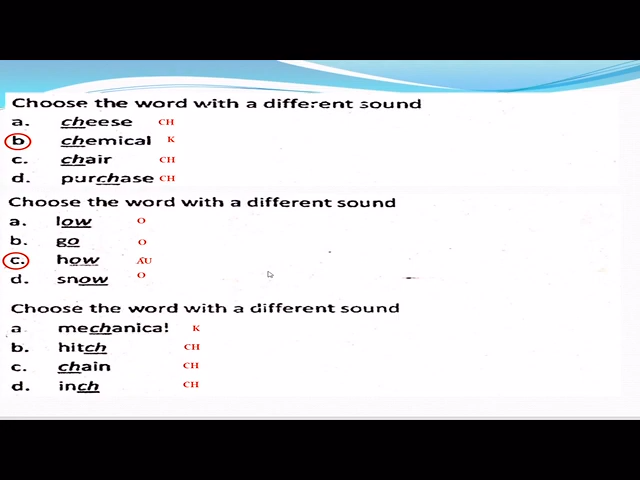 Choose the word with a different sound
a. cheese CH
b chemical K
c. chair CH
d. purchase CH
Choose the word with a different sound
a. low O
b. go O
c. how AU
d. snow O
Choose the word with a different sound
a mechanical K
b. hitch CH
c. chain CH
d. inch CH